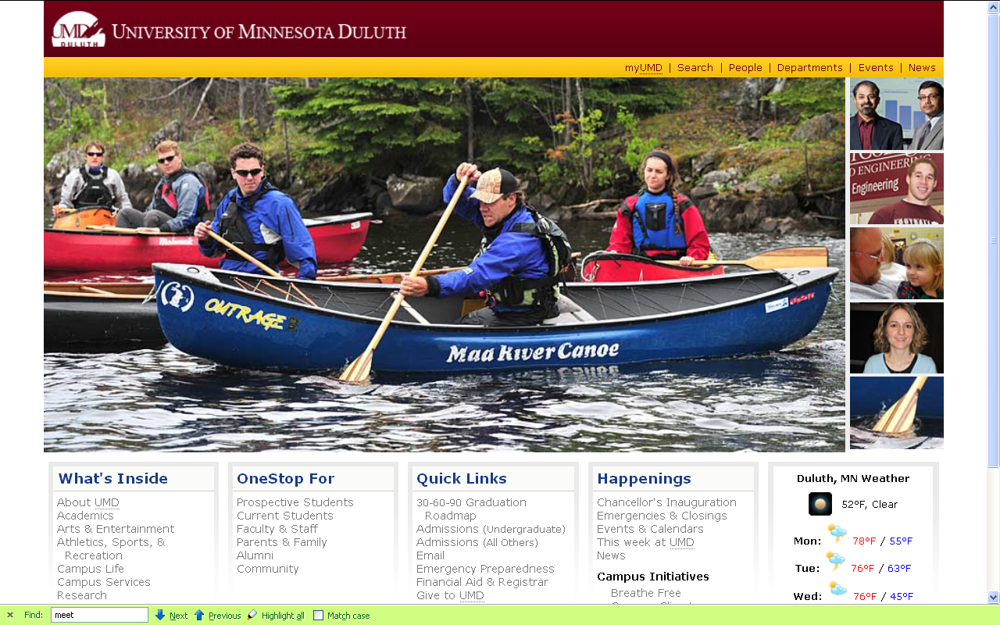 UMD
DULUTH
UNIVERSITY OF MINNESOTA DULUTH
myUMD | Search | People | Departments | Events | News
OUTRAGE
Mad River Canoe
Mohawk
ENGINEERING
Engineering
FOOTBALL
What's Inside
About UMD
Academics
Arts & Entertainment
Athletics, Sports, &
Recreation
Campus Life
Campus Services
Research
OneStop For
Prospective Students
Current Students
Faculty & Staff
Parents & Family
Alumni
Community
Quick Links
30-60-90 Graduation
Roadmap
Admissions (Undergraduate)
Admissions (All Others)
Email
Emergency Preparedness
Financial Aid & Registrar
Give to UMD
Happenings
Chancellor's Inauguration
Emergencies & Closings
Events & Calendars
This week at UMD
News
Campus Initiatives
Breathe Free
Duluth, MN Weather
52°F, Clear
Mon: 78°F / 55°F
Tue: 76°F / 63°F
Wed: 76°F / 45°F
Find: meet Next Previous Highlight all Match case